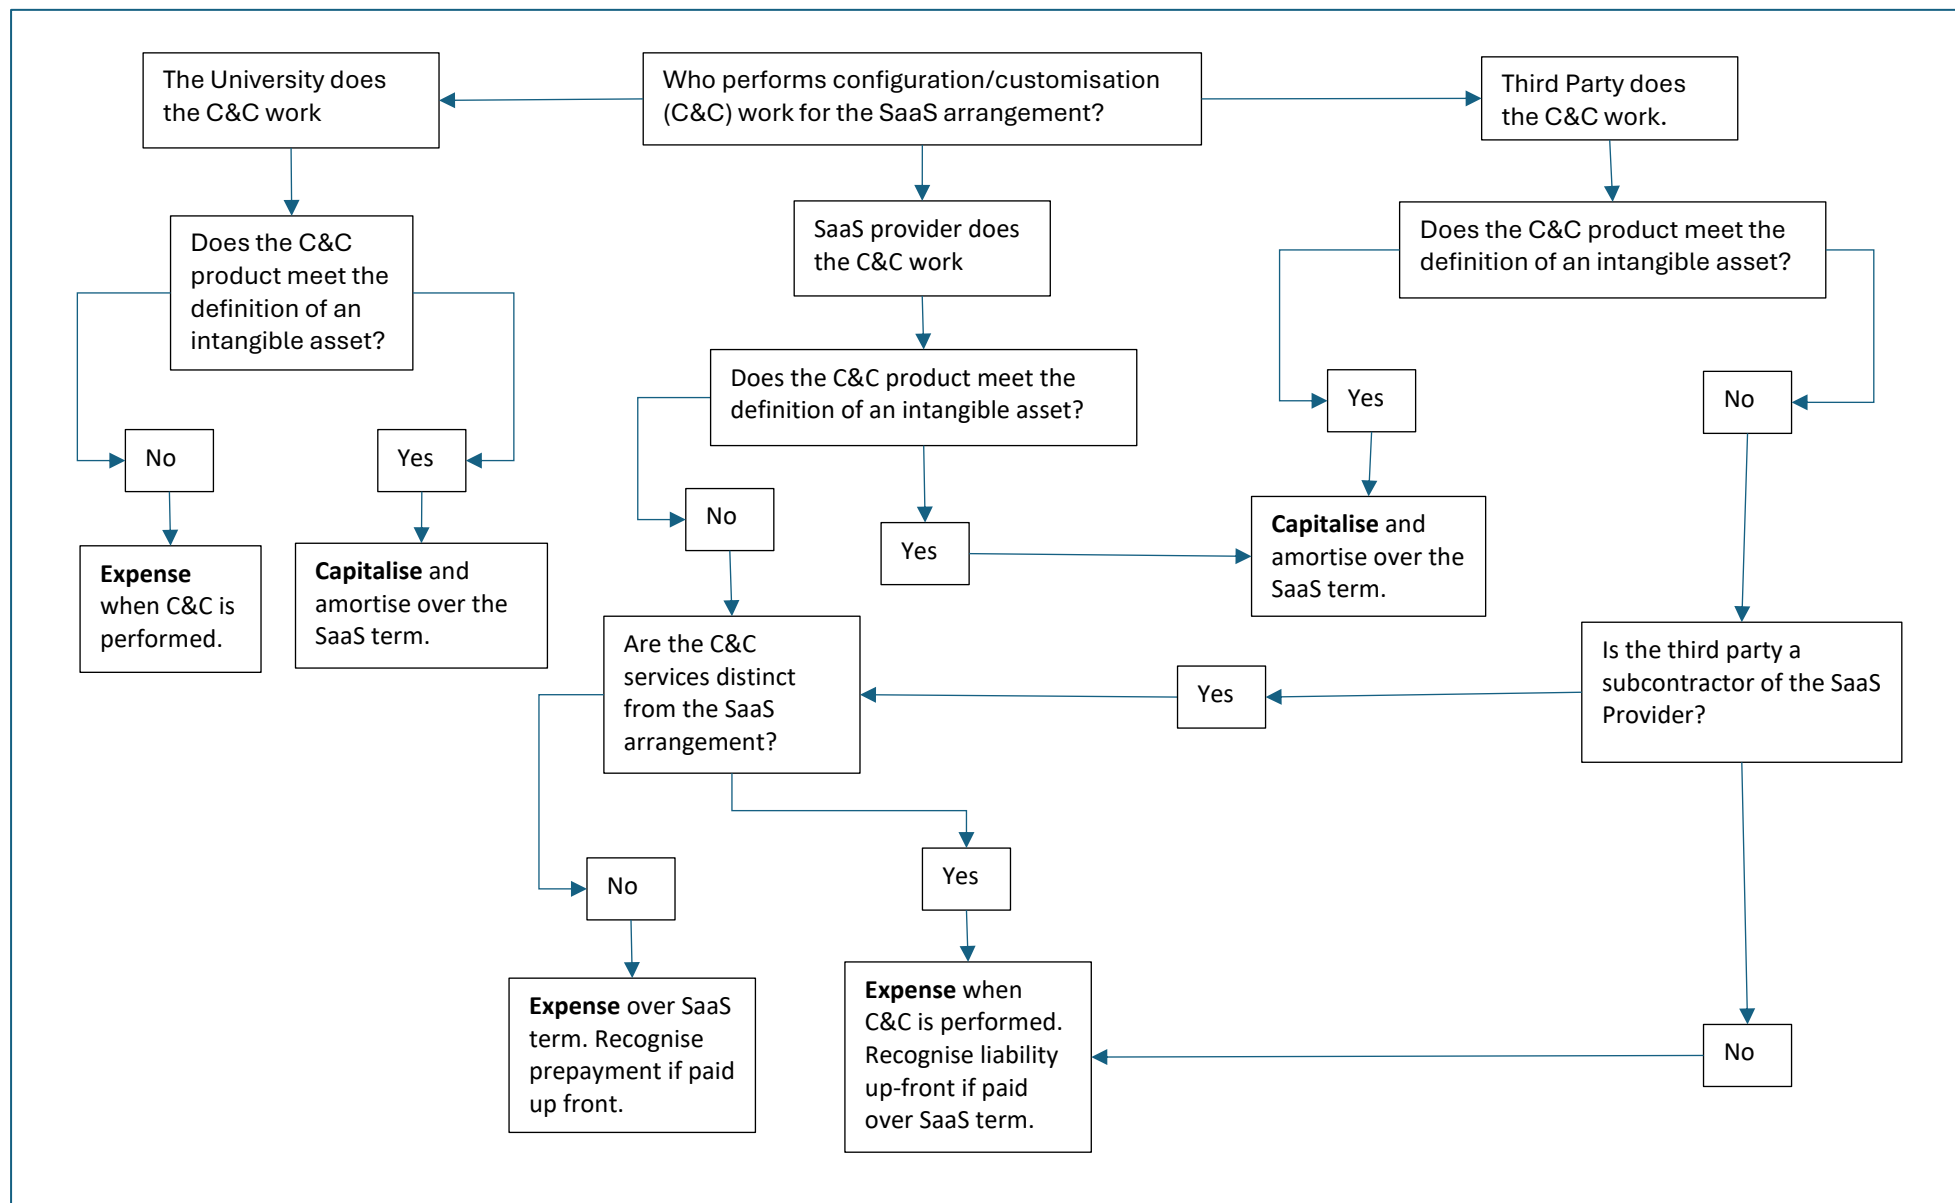 The University does
the C&C work
Who performs configuration/customisation
(C&C) work for the SaaS arrangement?
Third Party does
the C&C work.
Does the C&C
product meet the
definition of an
intangible asset?
SaaS provider does
the C&C work
Does the C&C product meet the
definition of an intangible asset?
Does the C&C product meet the
definition of an intangible asset?
Yes
No
No
Yes
No
Yes
Capitalise and
amortise over the
SaaS term.
Expense
when C&C is
performed.
Capitalise and
amortise over the
SaaS term.
Are the C&C
services distinct
from the SaaS
arrangement?
Yes
Is the third party a
subcontractor of the SaaS
Provider?
No
Yes
Expense over SaaS
term. Recognise
prepayment if paid
up front.
Expense when
C&C is performed.
Recognise liability
up-front if paid
over SaaS term.
No